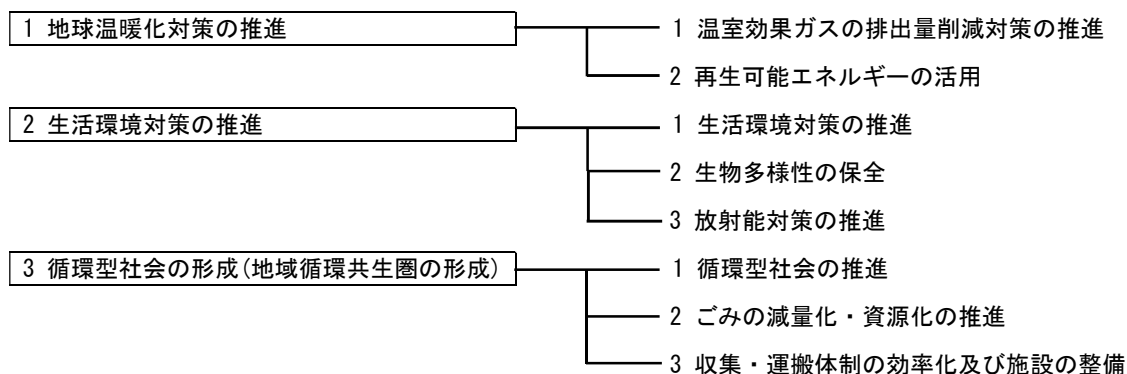 1 地球温暖化対策の推進
1 温室効果ガスの排出量削減対策の推進
2 再生可能エネルギーの活用
2 生活環境対策の推進
1 生活環境対策の推進
2 生物多様性の保全
3 放射能対策の推進
3 循環型社会の形成(地域循環共生圏の形成)
1 循環型社会の推進
2 ごみの減量化・資源化の推進
3 収集・運搬体制の効率化及び施設の整備